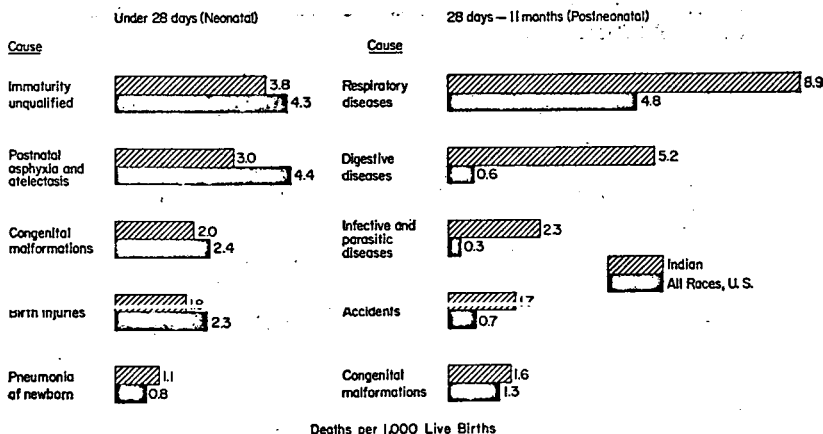 Under 28 days (Neonatal)
Cause
Immaturity
unqualified
3.8
4.3
Postnatal
asphyxia and
atelectasis
3.0
4.4
Congenital
malformations
2.0
2.4
Birth Injuries
2.3
Pneumonia
of newborn
1.1
0.8
28 days — 11 months (Postneonatal)
Cause
Respiratory
diseases
8.9
4.8
Digestive
diseases
5.2
0.6
Infective and
parasitic
diseases
2.3
0.3
Accidents
1.7
0.7
Congenital
malformations
1.6
1.3
Indian
All Races, U. S.
Deaths per 1,000 Live Births